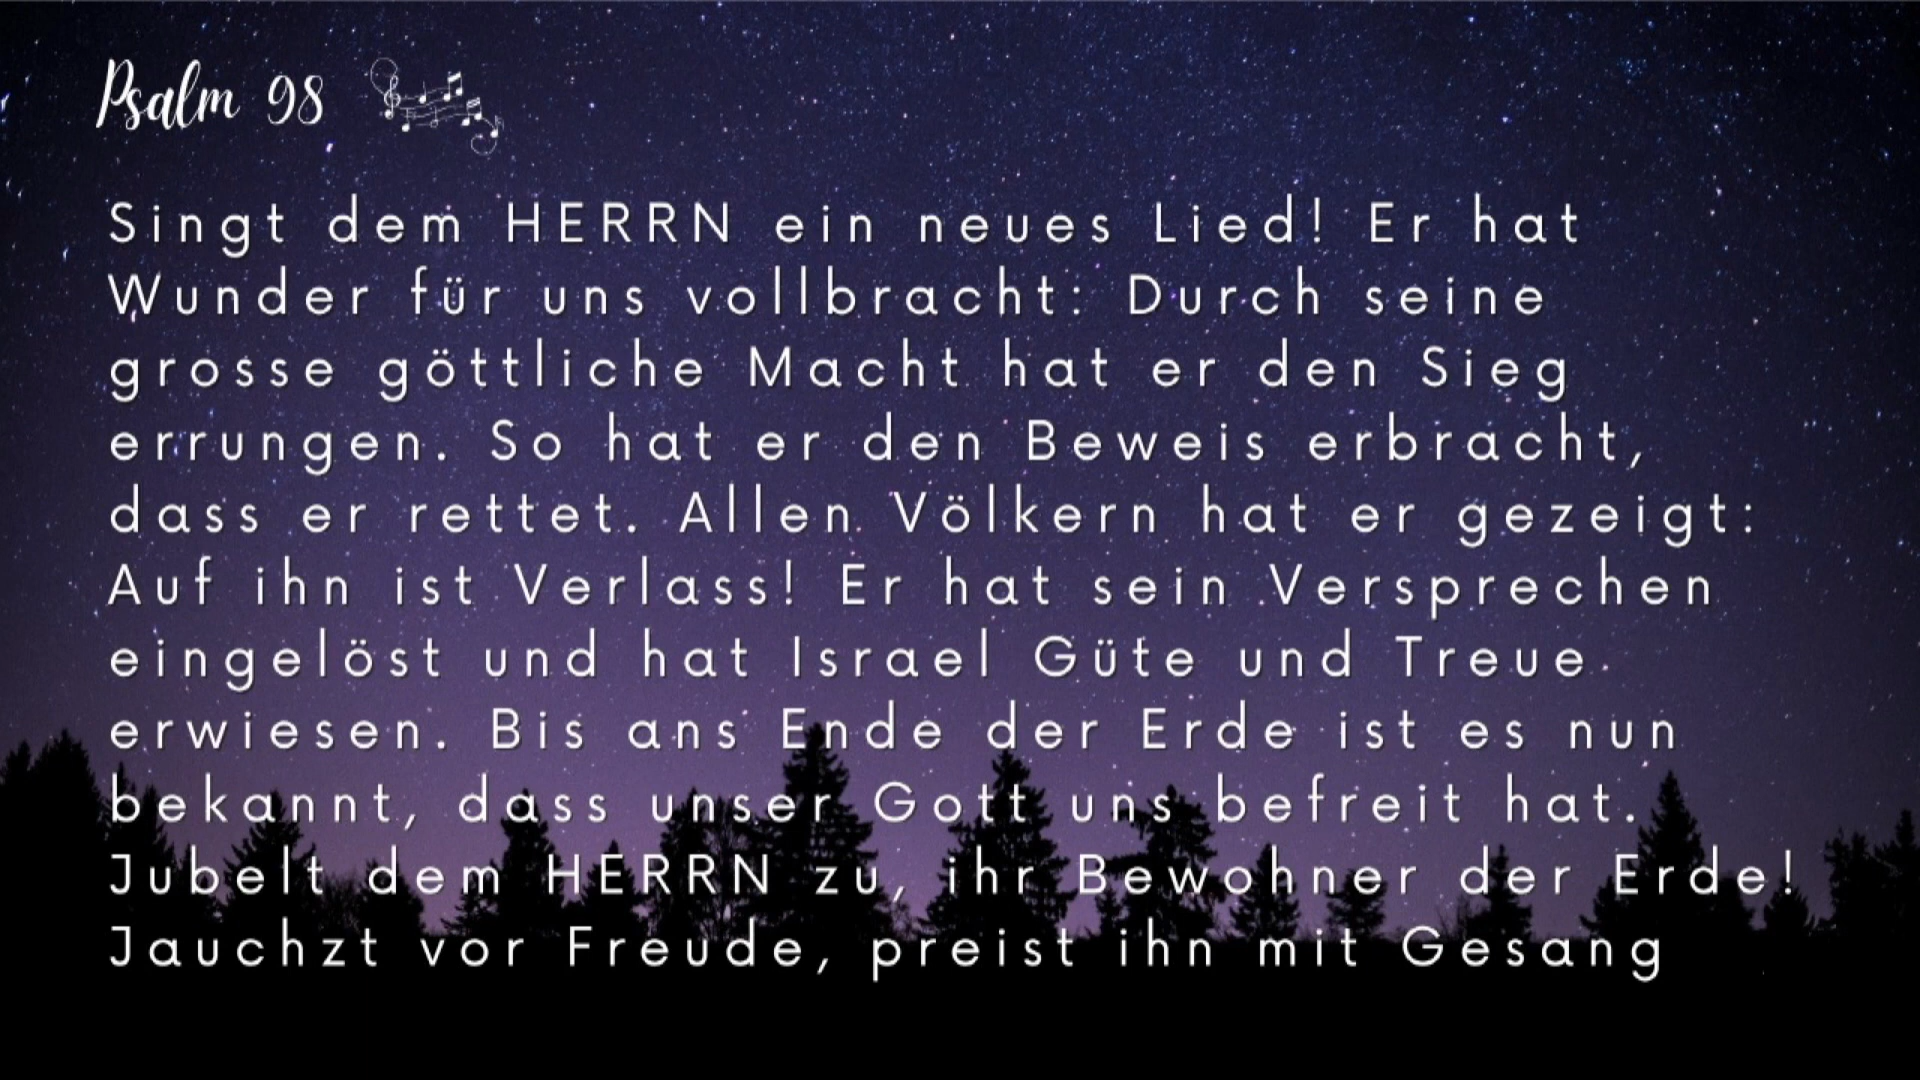 Psalm 98
Singt dem HERRN ein neues Lied! Er hat
Wunder für uns vollbracht: Durch seine
grosse göttliche Macht hat er den Sieg
errungen. So hat er den Beweis erbracht,
dass er rettet. Allen Völkern hat er gezeigt:
Auf ihn ist Verlass! Er hat sein Versprechen
eingelöst und hat Israel Güte und Treue
erwiesen. Bis ans Ende der Erde ist es nun
bekannt, dass unser Gott uns befreit hat.
Jubelt dem HERRN zu, ihr Bewohner der Erde!
Jauchzt vor Freude, preist ihn mit Gesang